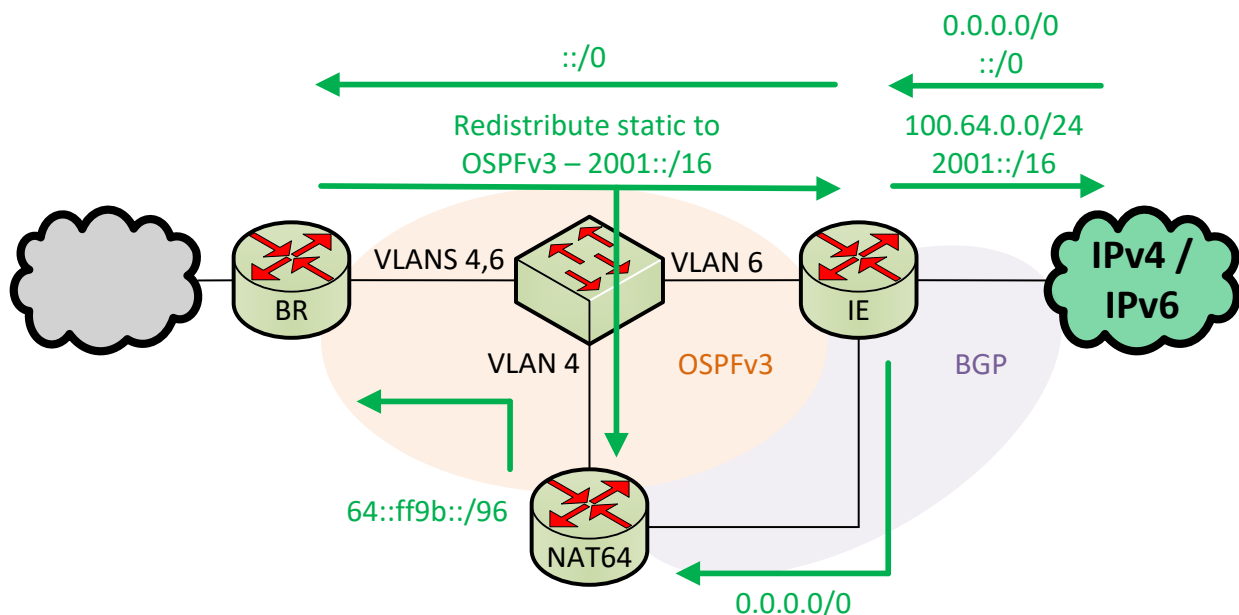 0.0.0.0/0
::/0
::/0
Redistribute static to
OSPFv3 – 2001::/16
100.64.0.0/24
2001::/16
VLANS 4,6
VLAN 6
IPv4 /
IPv6
BR
IE
VLAN 4
OSPFv3
BGP
64::ff9b::/96
NAT64
0.0.0.0/0